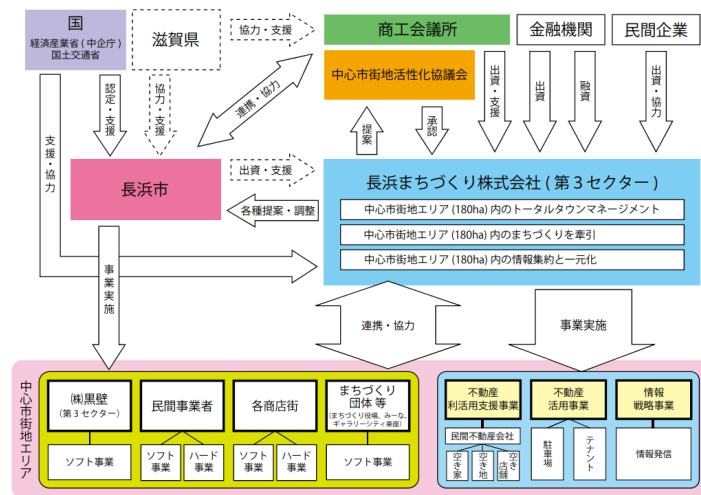 国
経済産業省(中企庁)
国土交通省
滋賀県
協力・支援
商工会議所
中心市街地活性化協議会
金融機関
民間企業
認定・支援
協力・支援
連携・協力
提案
承認
出資・支援
出資
融資
出資・協力
支援・協力
長浜市
出資・支援
各種提案・調整
長浜まちづくり株式会社(第3セクター)
中心市街地エリア(180ha)内のトータルタウンマネージメント
中心市街地エリア(180ha)内のまちづくりを牽引
中心市街地エリア(180ha)内の情報集約と一元化
事業実施
連携・協力
事業実施
中心市街地エリア
㈱黒壁
(第3セクター)
ソフト事業
民間事業者
ソフト
事業
ハード
事業
各商店街
ソフト
事業
ハード
事業
まちづくり
団体 等
(まちづくり役場、みーな、
ギャラリーシティ楽座)
ソフト事業
不動産
利活用支援事業
民間不動産会社
空き家
空き地
空き店舗
不動産
活用事業
駐車場
テナント
情報
戦略事業
情報発信